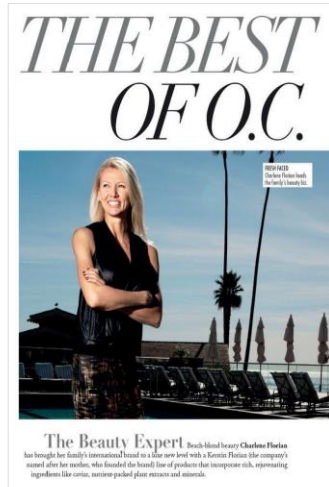 THE BEST
OF O.C.
FRESH FACED
Charlene Florian leads
the family's beauty biz.
The Beauty Expert Beach-blond beauty Charlene Florian
has brought her family's international brand to a luxe new level with a Kerstin Florian (the company's
named after her mother, who founded the brand) line of products that incorporate rich, rejuvenating
ingredients like caviar, nutrient-packed plant extracts and minerals.